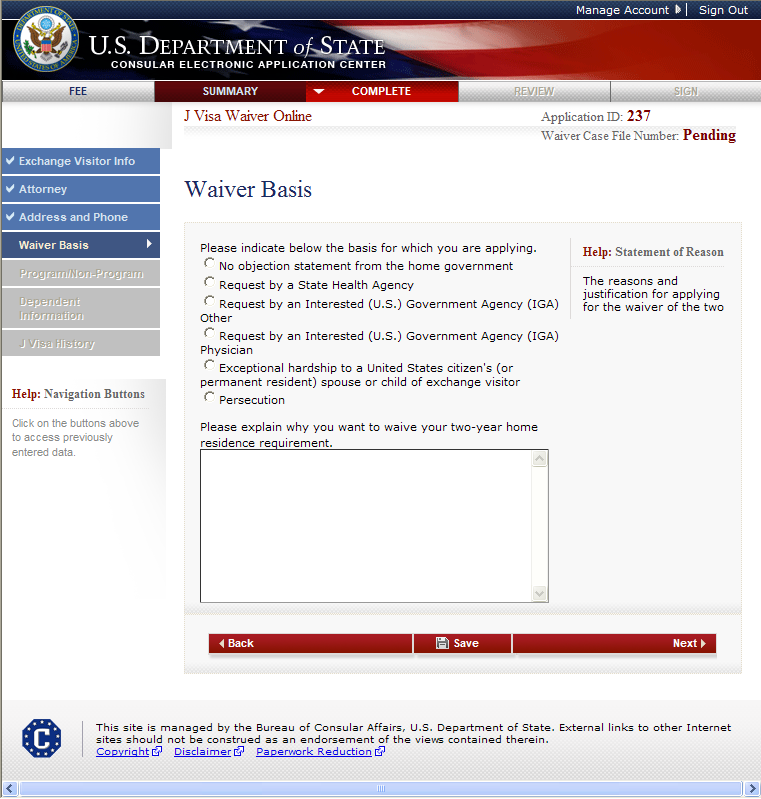 Manage Account
Sign Out
U.S. DEPARTMENT of STATE
CONSULAR ELECTRONIC APPLICATION CENTER
FEE
SUMMARY
COMPLETE
REVIEW
SIGN
J Visa Waiver Online
Application ID: 237
Waiver Case File Number: Pending
Exchange Visitor Info
Attorney
Address and Phone
Waiver Basis
Program/Non-Program
Dependent
Information
J Visa History
Help: Navigation Buttons
Click on the buttons above
to access previously
entered data.
Waiver Basis
Please indicate below the basis for which you are applying.
No objection statement from the home government
Request by a State Health Agency
Request by an Interested (U.S.) Government Agency (IGA)
Other
Request by an Interested (U.S.) Government Agency (IGA)
Physician
Exceptional hardship to a United States citizen's (or
permanent resident) spouse or child of exchange visitor
Persecution
Please explain why you want to waive your two-year home
residence requirement.
Help: Statement of Reason
The reasons and
justification for applying
for the waiver of the two
Back
Save
Next
C
This site is managed by the Bureau of Consular Affairs, U.S. Department of State. External links to other Internet
sites should not be construed as an endorsement of the views contained therein.
Copyright
Disclaimer
Paperwork Reduction